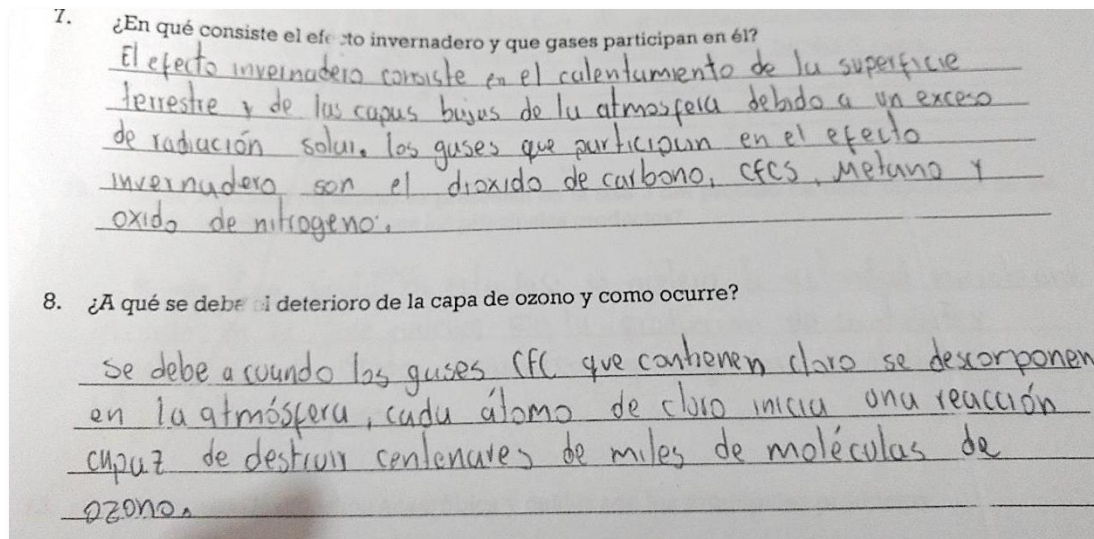 7. ¿En qué consiste el efecto invernadero y que gases participan en él?
El efecto invernadero consiste en el calentamiento de la superficie
terrestre y de las capas bajas de la atmosfera debido a un exceso
de radiación solar. los gases que participan en el efecto
invernadero son el dioxido de carbono, CFCS, Metano y
oxido de nitrogeno.
8. ¿A qué se debe el deterioro de la capa de ozono y como ocurre?
se debe a cuando los gases CFC que contienen cloro se descomponen
en la atmósfera, cada átomo de cloro inicia una reacción
capaz de destruir centenares de miles de moléculas de
ozono.